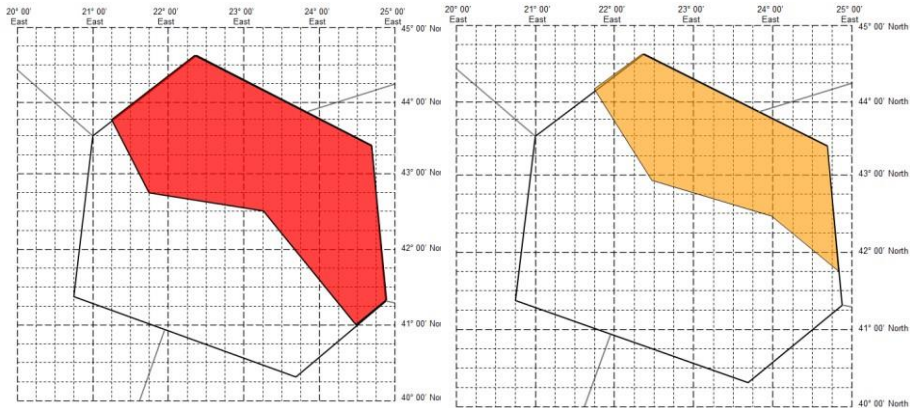 20° 00' East 21° 00' East 22° 00' East 23° 00' East 24° 00' East 25° 00' East
45° 00' Nor
44° 00' Nor
43° 00' Nor
42° 00' Nor
41° 00' Nor
40° 00' Nor
20° 00' East 21° 00' East 22° 00' East 23° 00' East 24° 00' East 25° 00' East
45° 00' North
44° 00' North
43° 00' North
42° 00' North
41° 00' North
40° 00' North